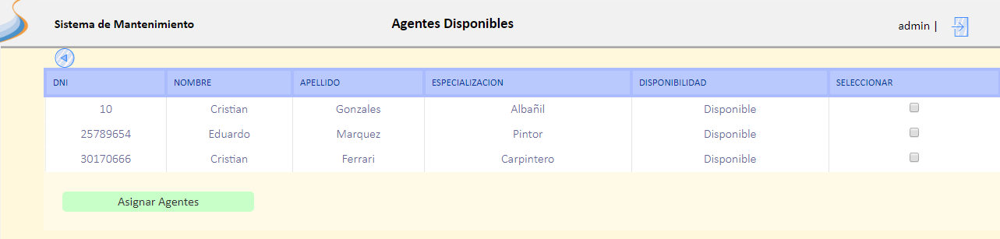 Sistema de Mantenimiento Agentes Disponibles admin |
DNI NOMBRE APELLIDO ESPECIALIZACION DISPONIBILIDAD SELECCIONAR
10 Cristian Gonzales Albañil Disponible
25789654 Eduardo Marquez Pintor Disponible
30170666 Cristian Ferrari Carpintero Disponible
Asignar Agentes